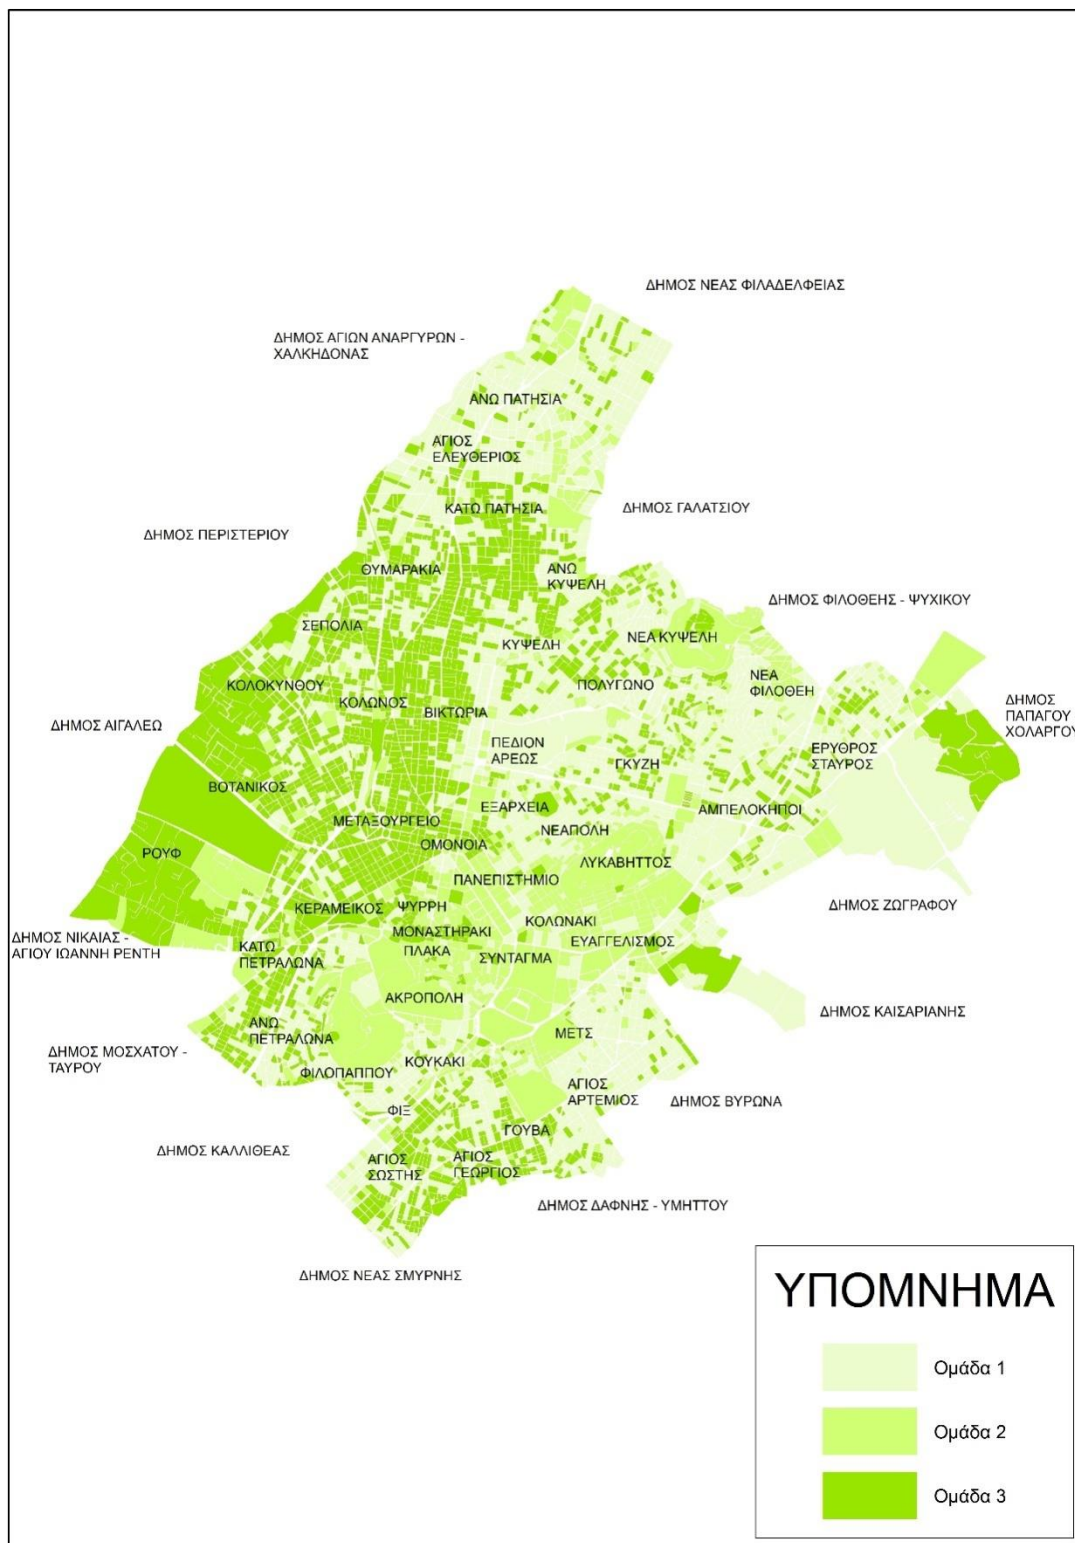 ΔΗΜΟΣ ΝΕΑΣ ΦΙΛΑΔΕΛΦΕΙΑΣ
ΔΗΜΟΣ ΑΓΙΩΝ ΑΝΑΡΓΥΡΩΝ -
ΧΑΛΚΗΔΟΝΑΣ
ΑΝΩ ΠΑΤΗΣΙΑ
ΑΓΙΟΣ
ΕΛΕΥΘΕΡΙΟΣ
ΚΑΤΩ ΠΑΤΗΣΙΑ
ΔΗΜΟΣ ΓΑΛΑΤΣΙΟΥ
ΔΗΜΟΣ ΠΕΡΙΣΤΕΡΙΟΥ
ΘΥΜΑΡΑΚΙΑ
ΑΝΩ
ΚΥΨΕΛΗ
ΔΗΜΟΣ ΦΙΛΟΘΕΗΣ - ΨΥΧΙΚΟΥ
ΣΕΠΟΛΙΑ
ΚΥΨΕΛΗ
ΝΕΑ ΚΥΨΕΛΗ
ΚΟΛΟΚΥΝΘΟΥ
ΠΟΛΥΓΩΝΟ
ΝΕΑ
ΦΙΛΟΘΕΗ
ΔΗΜΟΣ
ΠΑΠΑΓΟΥ
ΧΟΛΑΡΓΟΥ
ΚΟΛΩΝΟΣ
ΒΙΚΤΩΡΙΑ
ΔΗΜΟΣ ΑΙΓΑΛΕΩ
ΠΕΔΙΟΝ
ΑΡΕΩΣ
ΓΚΥΖΗ
ΕΡΥΘΡΟΣ
ΣΤΑΥΡΟΣ
ΒΟΤΑΝΙΚΟΣ
ΕΞΑΡΧΕΙΑ
ΑΜΠΕΛΟΚΗΠΟΙ
ΜΕΤΑΞΟΥΡΓΕΙΟ
ΝΕΑΠΟΛΗ
ΟΜΟΝΟΙΑ
ΡΟΥΦ
ΛΥΚΑΒΗΤΤΟΣ
ΠΑΝΕΠΙΣΤΗΜΙΟ
ΔΗΜΟΣ ΖΩΓΡΑΦΟΥ
ΚΕΡΑΜΕΙΚΟΣ
ΨΥΡΡΗ
ΚΟΛΩΝΑΚΙ
ΜΟΝΑΣΤΗΡΑΚΙ
ΕΥΑΓΓΕΛΙΣΜΟΣ
ΔΗΜΟΣ ΝΙΚΑΙΑΣ -
ΑΓΙΟΥ ΙΩΑΝΝΗ ΡΕΝΤΗ
ΚΑΤΩ
ΠΕΤΡΑΛΩΝΑ
ΠΛΑΚΑ
ΣΥΝΤΑΓΜΑ
ΑΚΡΟΠΟΛΗ
ΔΗΜΟΣ ΚΑΙΣΑΡΙΑΝΗΣ
ΑΝΩ
ΠΕΤΡΑΛΩΝΑ
ΜΕΤΣ
ΔΗΜΟΣ ΜΟΣΧΑΤΟΥ -
ΤΑΥΡΟΥ
ΚΟΥΚΑΚΙ
ΦΙΛΟΠΑΠΠΟΥ
ΑΓΙΟΣ
ΑΡΤΕΜΙΟΣ
ΔΗΜΟΣ ΒΥΡΩΝΑ
ΦΙΞ
ΓΟΥΒΑ
ΔΗΜΟΣ ΚΑΛΛΙΘΕΑΣ
ΑΓΙΟΣ
ΣΩΣΤΗΣ
ΑΓΙΟΣ
ΓΕΩΡΓΙΟΣ
ΔΗΜΟΣ ΔΑΦΝΗΣ - ΥΜΗΤΤΟΥ
ΔΗΜΟΣ ΝΕΑΣ ΣΜΥΡΝΗΣ
ΥΠΟΜΝΗΜΑ
Ομάδα 1
Ομάδα 2
Ομάδα 3